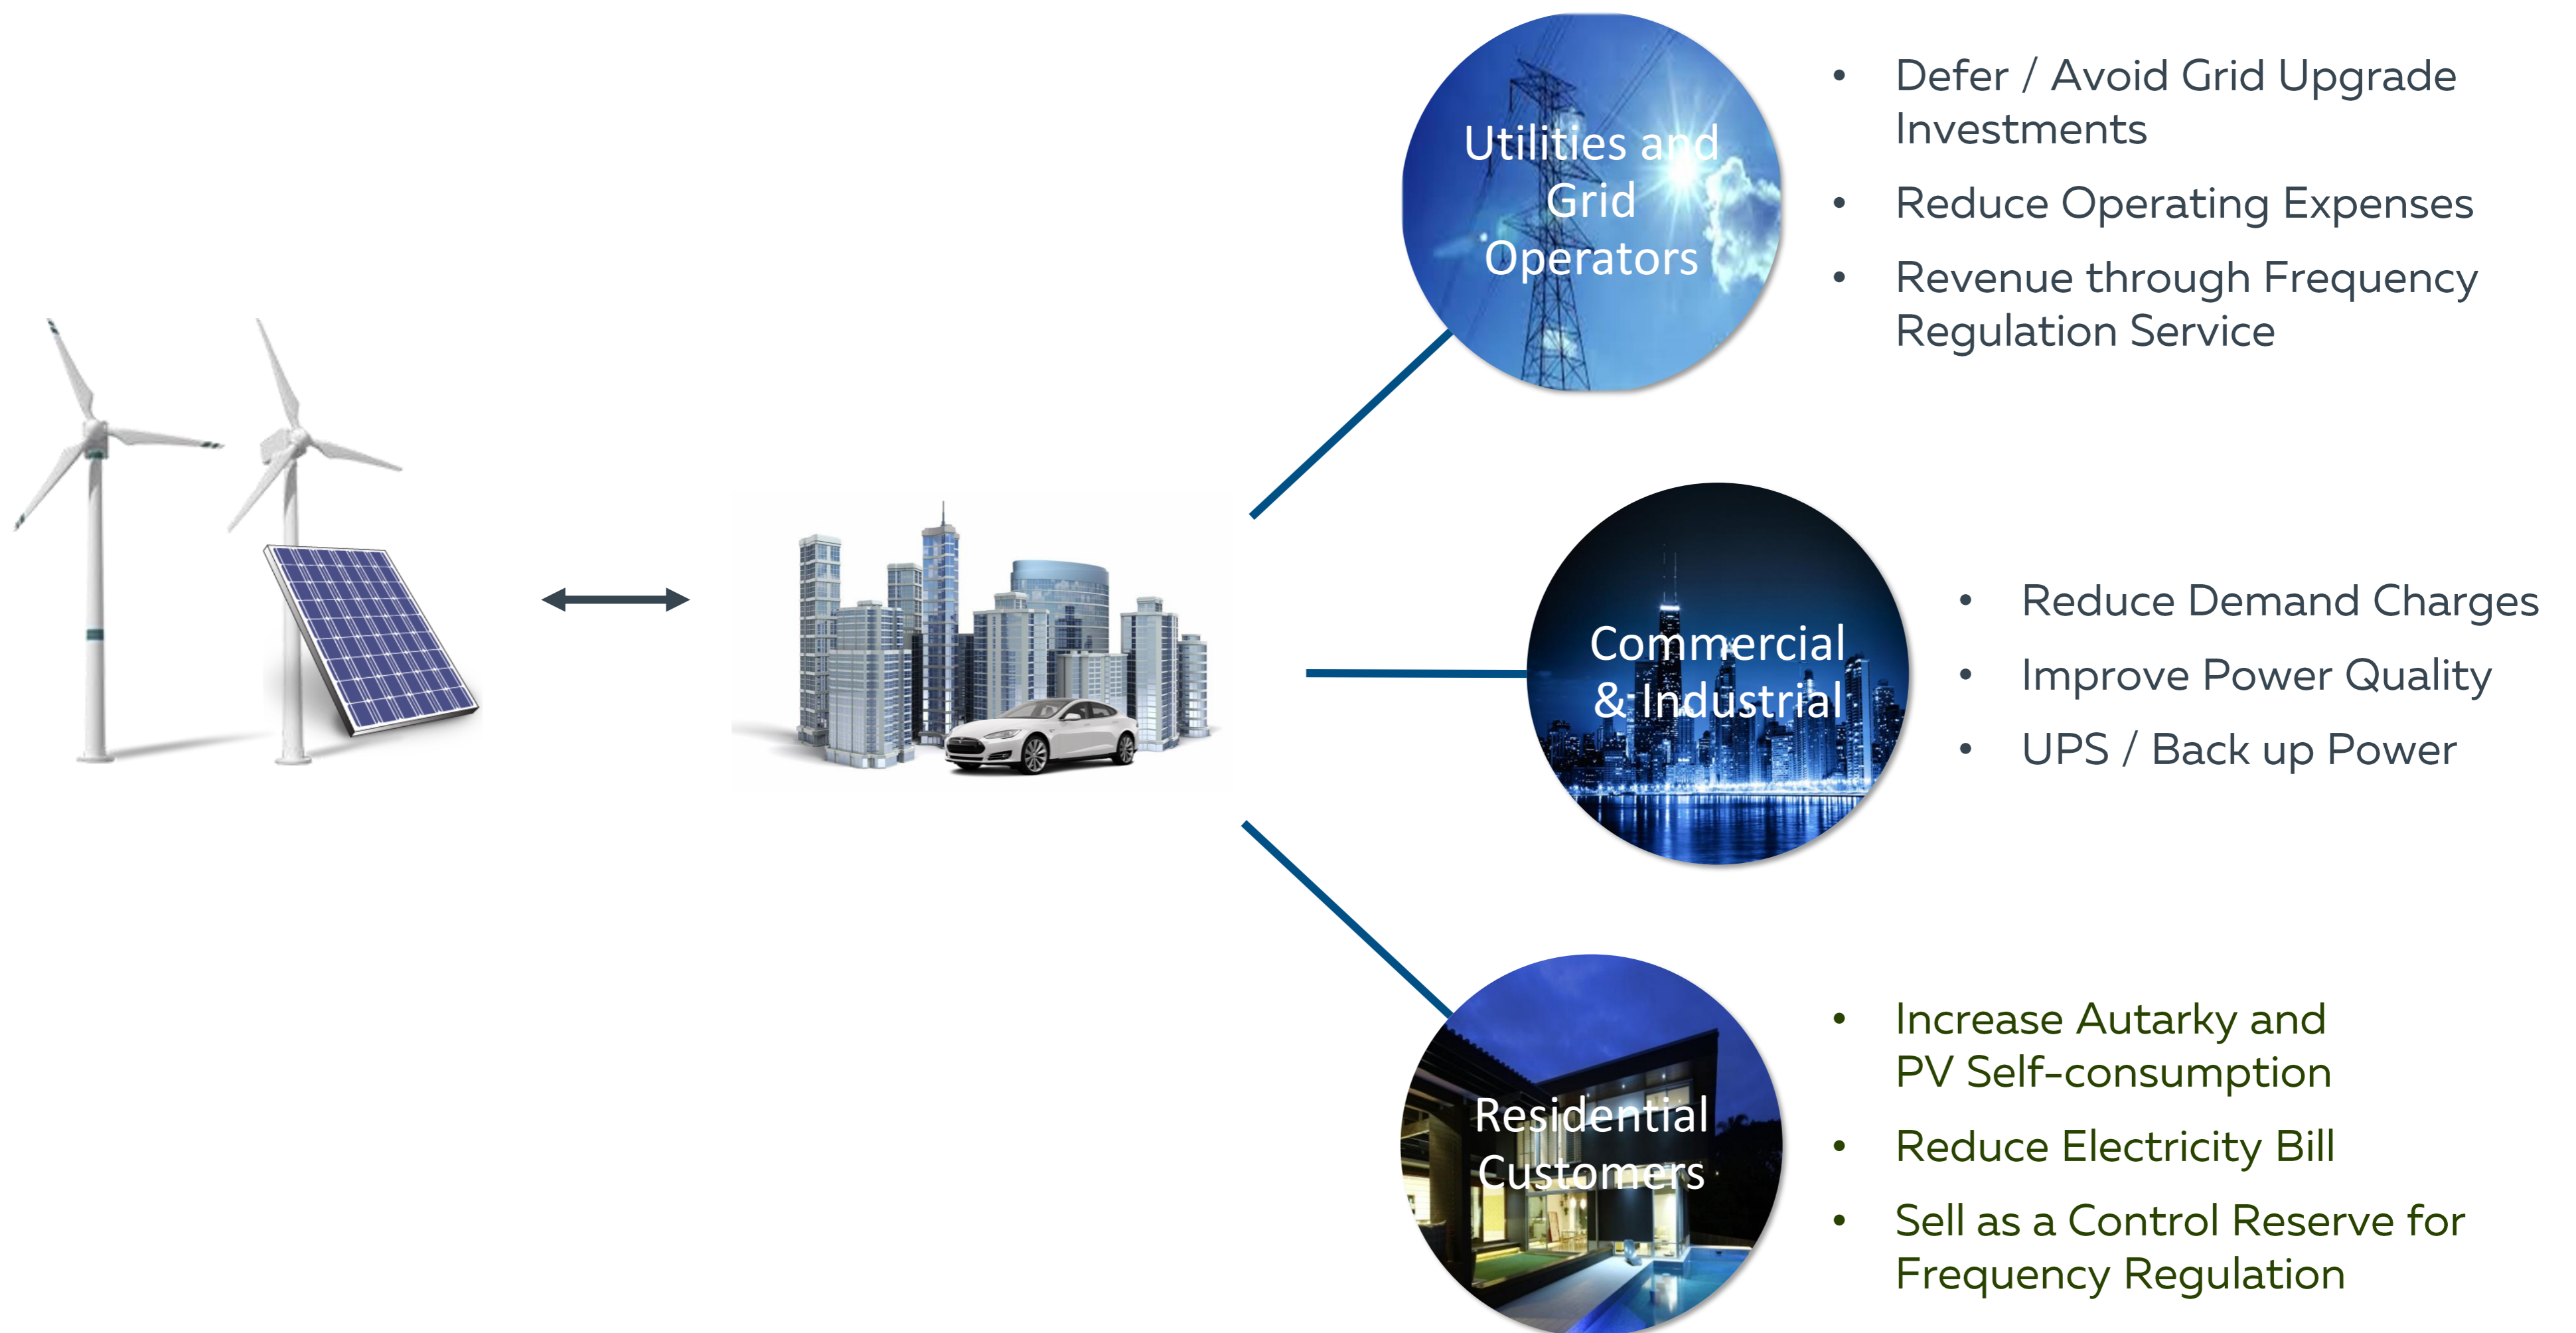 Utilities and
Grid
Operators
• Defer / Avoid Grid Upgrade
Investments
• Reduce Operating Expenses
• Revenue through Frequency
Regulation Service
Commercial
& Industrial
• Reduce Demand Charges
• Improve Power Quality
• UPS / Back up Power
Residential
Customers
• Increase Autarky and
PV Self-consumption
• Reduce Electricity Bill
• Sell as a Control Reserve for
Frequency Regulation